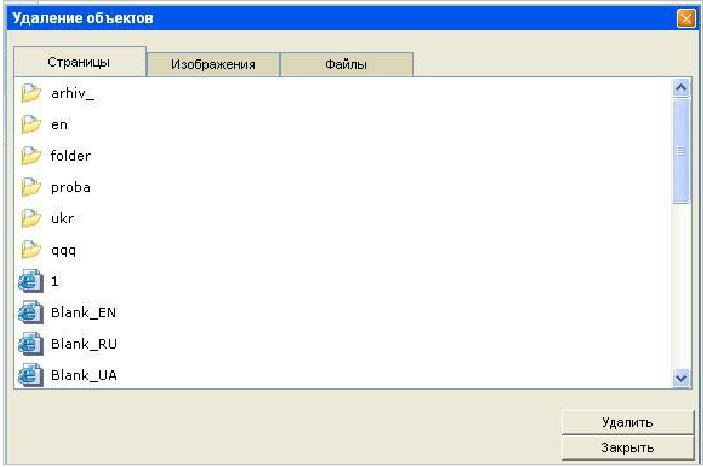 Удаление объектов
Страницы Изображения Файлы
arhiv_
en
folder
proba
ukr
qqq
1
Blank_EN
Blank_RU
Blank_UA
Удалить
Закрыть